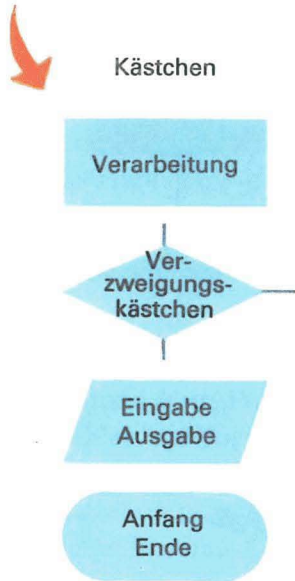 Kästchen
Verarbeitung
Ver-
zweigungs-
kästchen
Eingabe
Ausgabe
Anfang
Ende